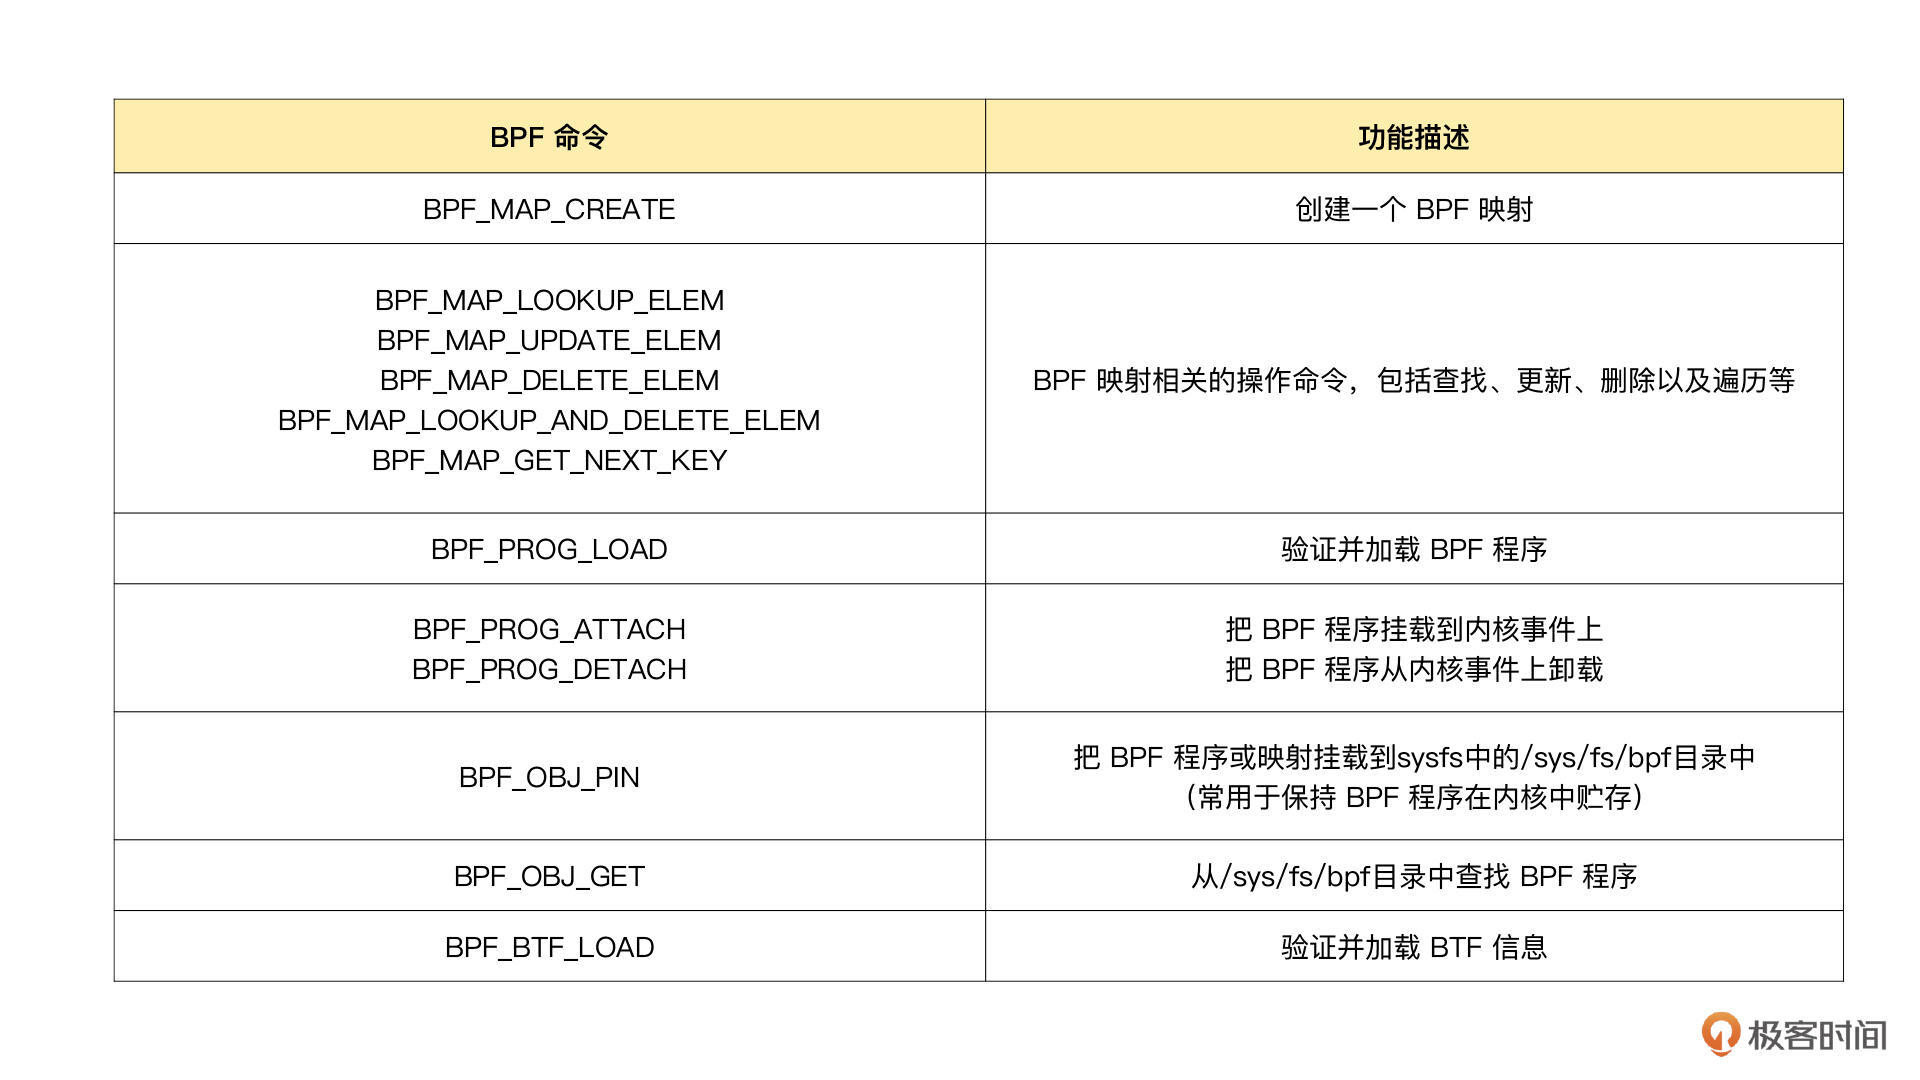 BPF 命令
功能描述
BPF_MAP_CREATE
创建一个 BPF 映射
BPF_MAP_LOOKUP_ELEM
BPF_MAP_UPDATE_ELEM
BPF_MAP_DELETE_ELEM
BPF_MAP_LOOKUP_AND_DELETE_ELEM
BPF_MAP_GET_NEXT_KEY
BPF 映射相关的操作命令，包括查找、更新、删除以及遍历等
BPF_PROG_LOAD
验证并加载 BPF 程序
BPF_PROG_ATTACH
BPF_PROG_DETACH
把 BPF 程序挂载到内核事件上
把 BPF 程序从内核事件上卸载
BPF_OBJ_PIN
把 BPF 程序或映射挂载到sysfs中的/sys/fs/bpf目录中
（常用于保持 BPF 程序在内核中贮存）
BPF_OBJ_GET
从/sys/fs/bpf目录中查找 BPF 程序
BPF_BTF_LOAD
验证并加载 BTF 信息
极客时间